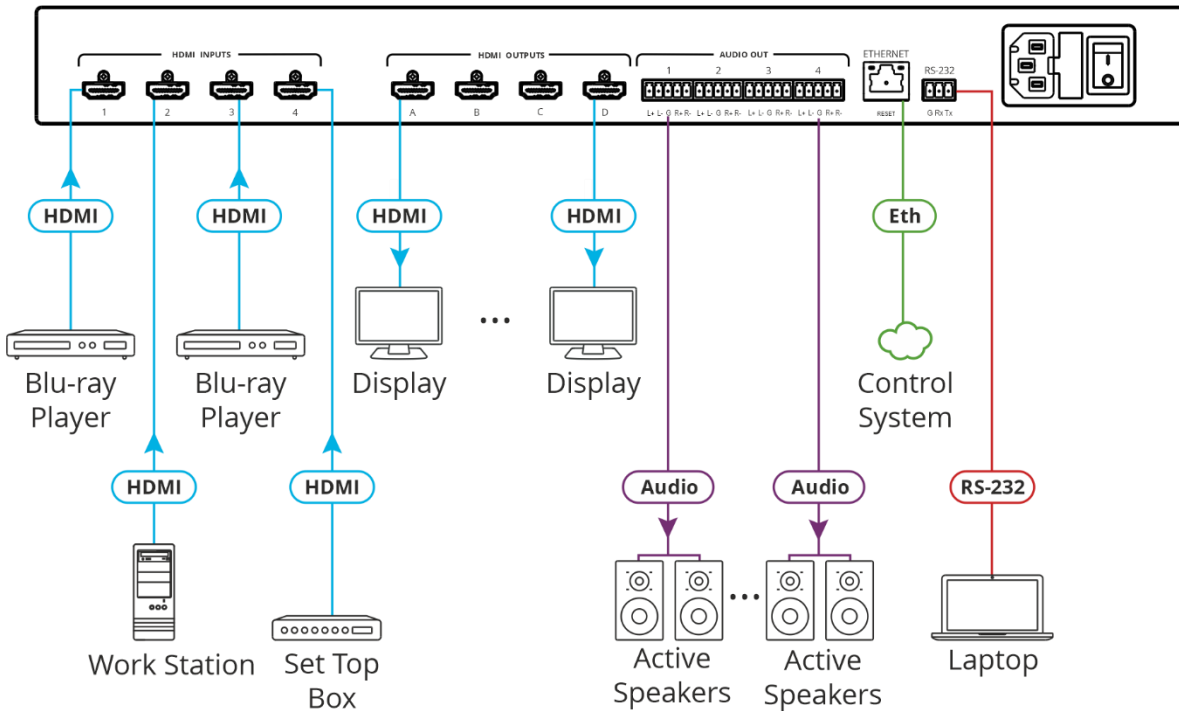 HDMI INPUTS
HDMI OUTPUTS
AUDIO OUT
ETHERNET
RS-232
1 2 3 4
1 2 3 4
A B C D
L+ L- G R+ R- L+ L- G R+ R- L+ L- G R+ R- L+ L- G R+ R-
RESET
G Rx Tx
HDMI
HDMI
HDMI
HDMI
Eth
Blu-ray
Player
Blu-ray
Player
Display
...
Display
Control
System
HDMI
HDMI
Audio
Audio
RS-232
Work Station
Set Top
Box
Active
Speakers
...
Active
Speakers
Laptop